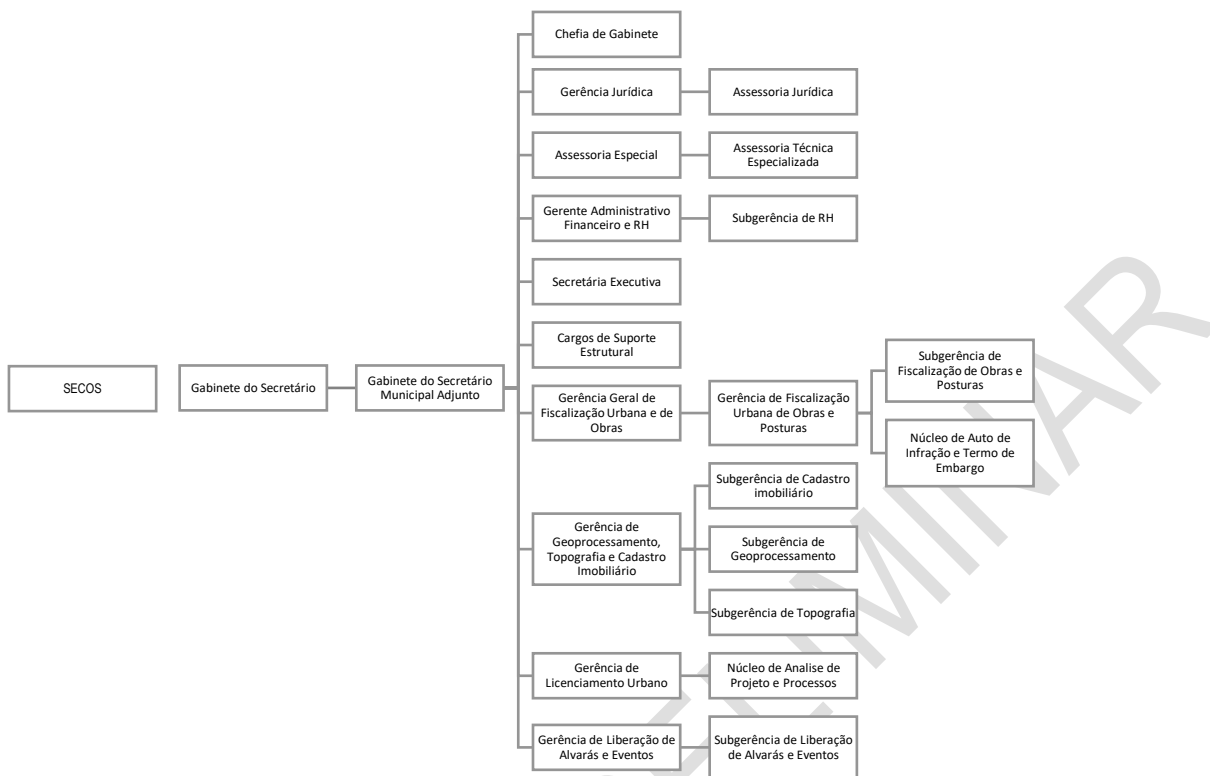 SECOS
Gabinete do Secretário
Gabinete do Secretário
Municipal Adjunto
Chefia de Gabinete
Gerência Jurídica
Assessoria Jurídica
Assessoria Especial
Assessoria Técnica
Especializada
Gerente Administrativo
Financeiro e RH
Subgerência de RH
Secretária Executiva
Cargos de Suporte
Estrutural
Gerência Geral de
Fiscalização Urbana e de
Obras
Gerência de Fiscalização
Urbana de Obras e
Posturas
Subgerência de
Fiscalização de Obras e
Posturas
Núcleo de Auto de
Infração e Termo de
Embargo
Gerência de
Geoprocessamento,
Topografia e Cadastro
Imobiliário
Subgerência de Cadastro
imobiliário
Subgerência de
Geoprocessamento
Subgerência de Topografia
Gerência de
Licenciamento Urbano
Núcleo de Analise de
Projeto e Processos
Gerência de Liberação de
Alvarás e Eventos
Subgerência de Liberação
de Alvarás e Eventos